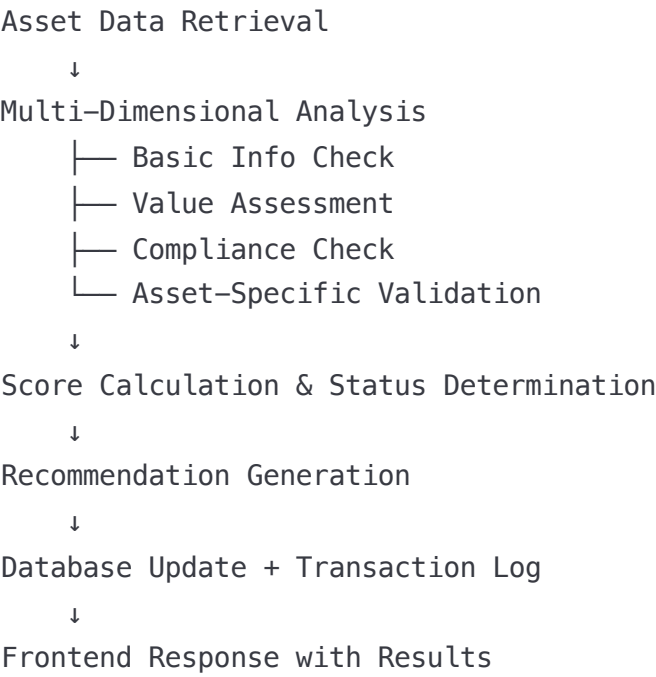 Asset Data Retrieval
    ↓
Multi–Dimensional Analysis
    ├── Basic Info Check
    ├── Value Assessment
    ├── Compliance Check
    └── Asset–Specific Validation
    ↓
Score Calculation & Status Determination
    ↓
Recommendation Generation
    ↓
Database Update + Transaction Log
    ↓
Frontend Response with Results